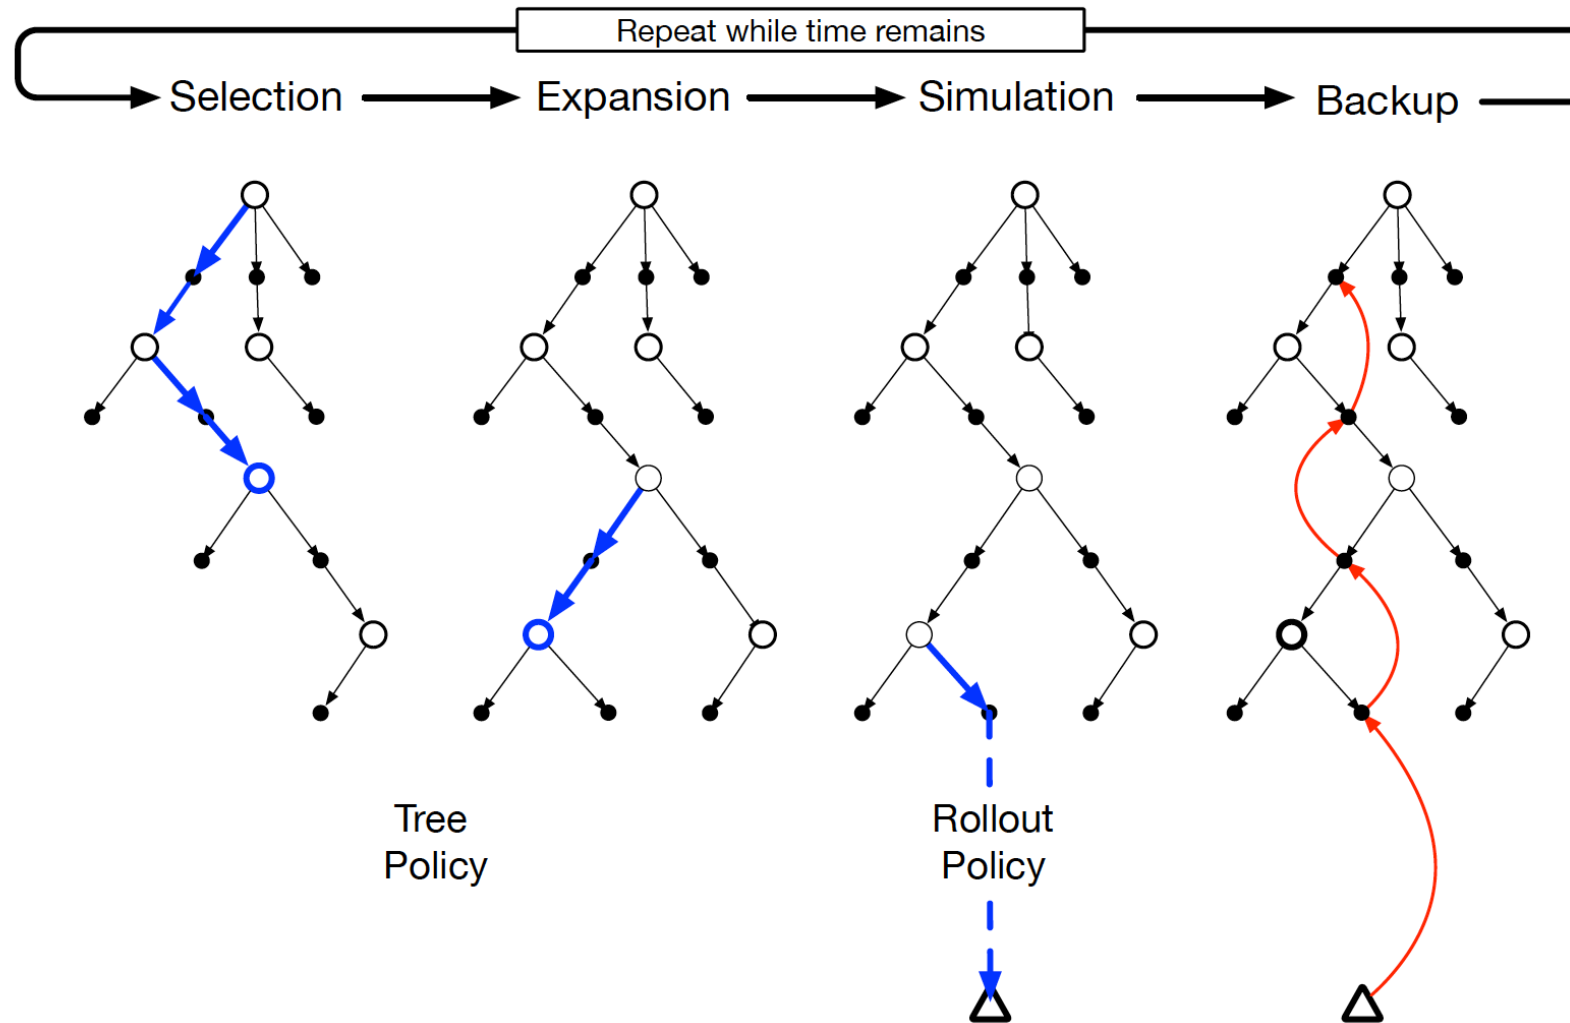 Repeat while time remains
Selection
Expansion
Simulation
Backup
Tree
Policy
Rollout
Policy